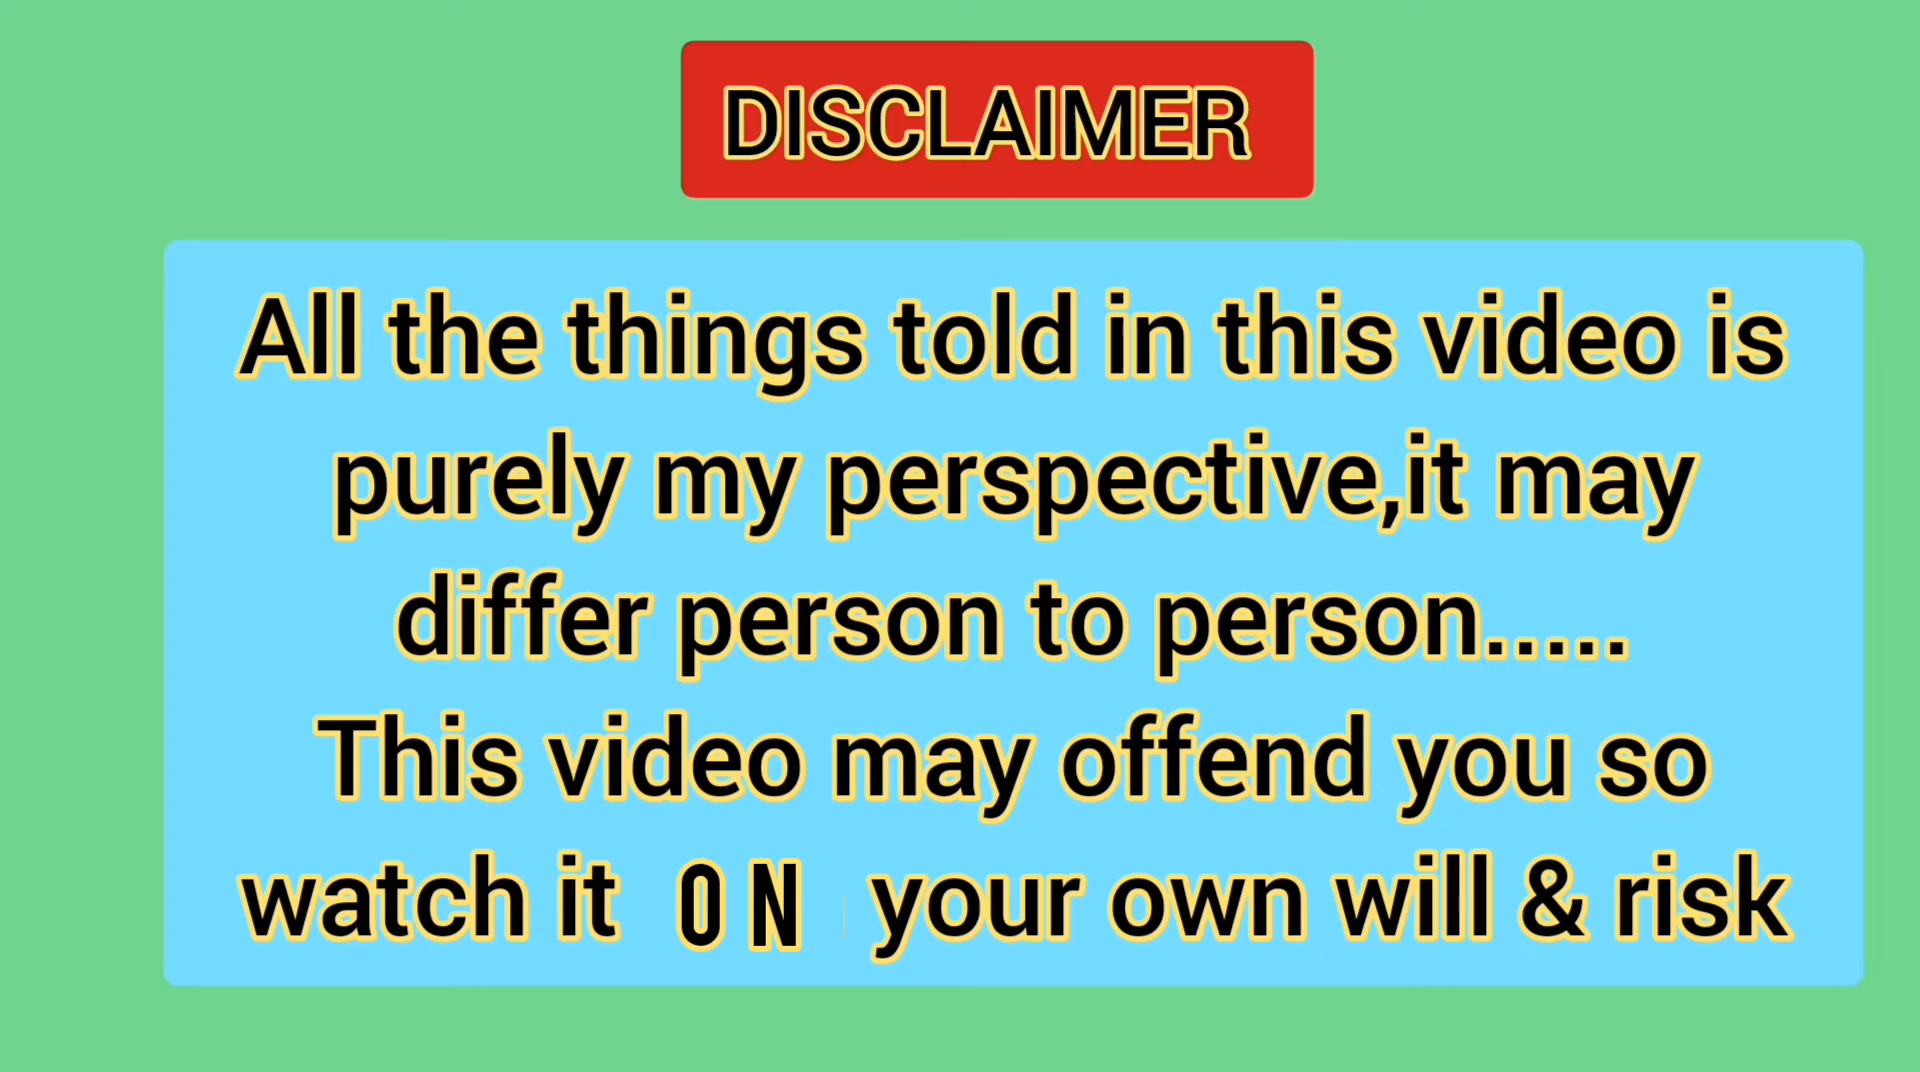 DISCLAIMER
All the things told in this video is
purely my perspective,it may
differ person to person.....
This video may offend you so
watch it ON your own will & risk